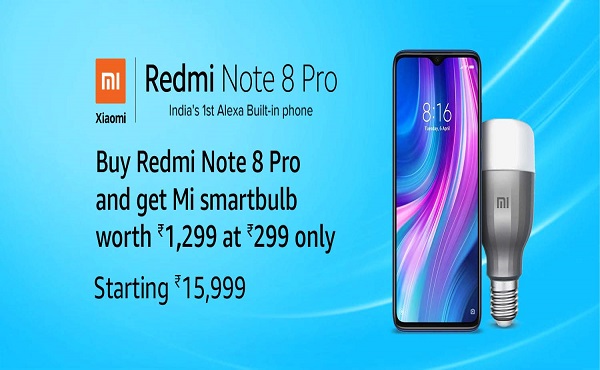 mi
Xiaomi
Redmi Note 8 Pro
India's 1st Alexa Built-in phone
Buy Redmi Note 8 Pro
and get Mi smartbulb
worth ₹1,299 at ₹299 only
Starting ₹15,999
8:16
mi